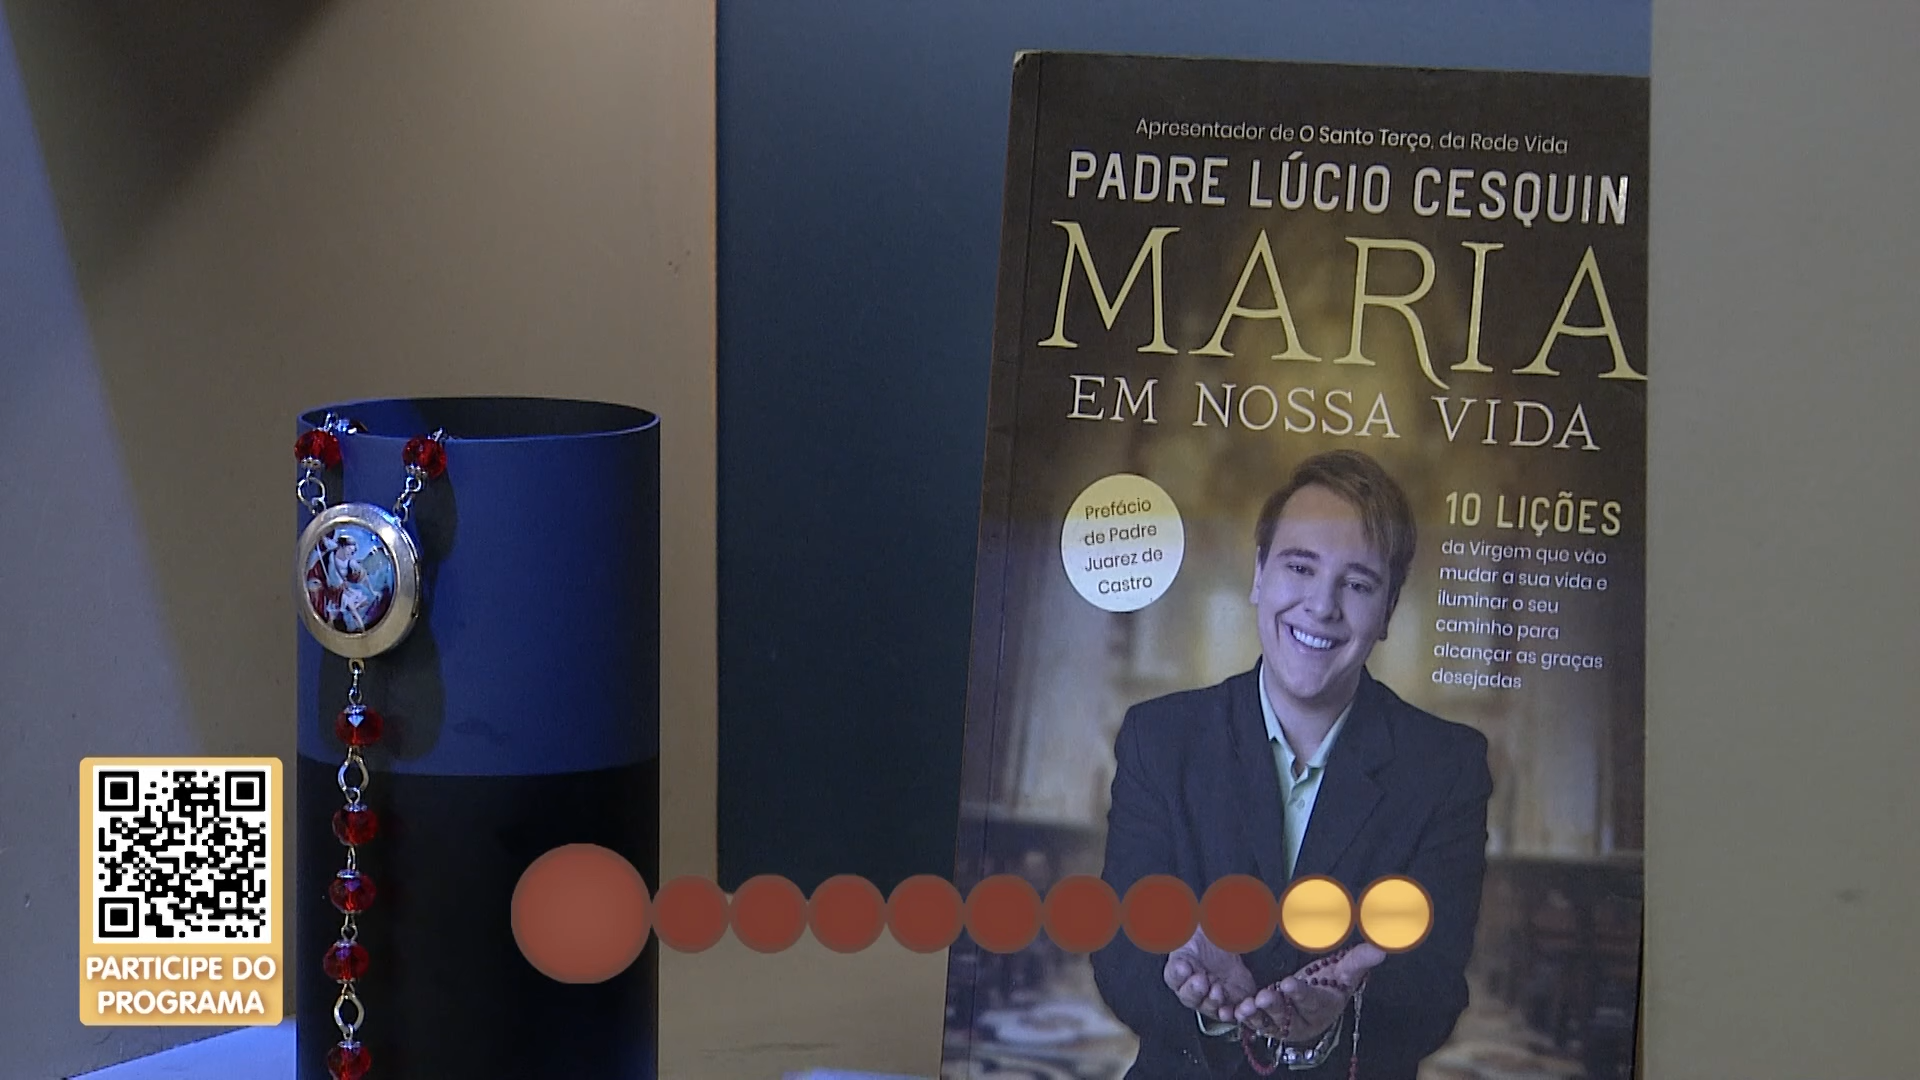 Apresentador de O Santo Terço, da Rede Vida
PADRE LÚCIO CESQUIN
MARIA
EM NOSSA VIDA
Prefácio
de Padre
Juarez de
Castro
10 LIÇÕES
da Virgem que vão
mudar a sua vida e
iluminar o seu
caminho para
alcançar as graças
desejadas
PARTICIPE DO
PROGRAMA